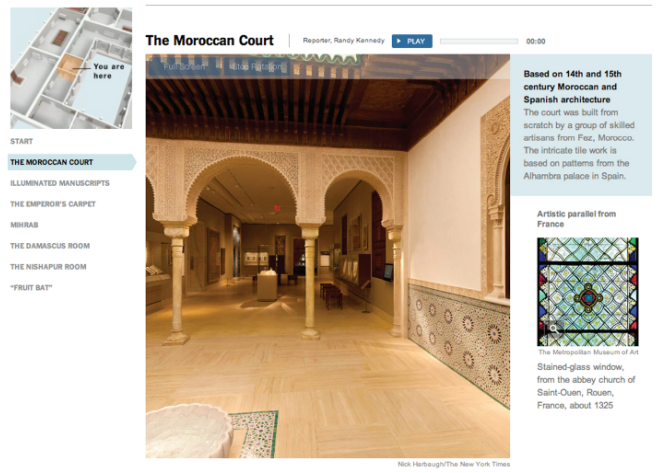 You are
here
START
THE MOROCCAN COURT
ILLUMINATED MANUSCRIPTS
THE EMPEROR'S CARPET
MIHRAB
THE DAMASCUS ROOM
THE NISHAPUR ROOM
"FRUIT BAT"
The Moroccan Court
Reporter, Randy Kennedy
PLAY
00:00
Full Screen
Stop Rotation
Nick Harbaugh/The New York Times
Based on 14th and 15th
century Moroccan and
Spanish architecture
The court was built from
scratch by a group of skilled
artisans from Fez, Morocco.
The intricate tile work is
based on patterns from the
Alhambra palace in Spain.
Artistic parallel from
France
The Metropolitan Museum of Art
Stained-glass window,
from the abbey church of
Saint-Ouen, Rouen,
France, about 1325